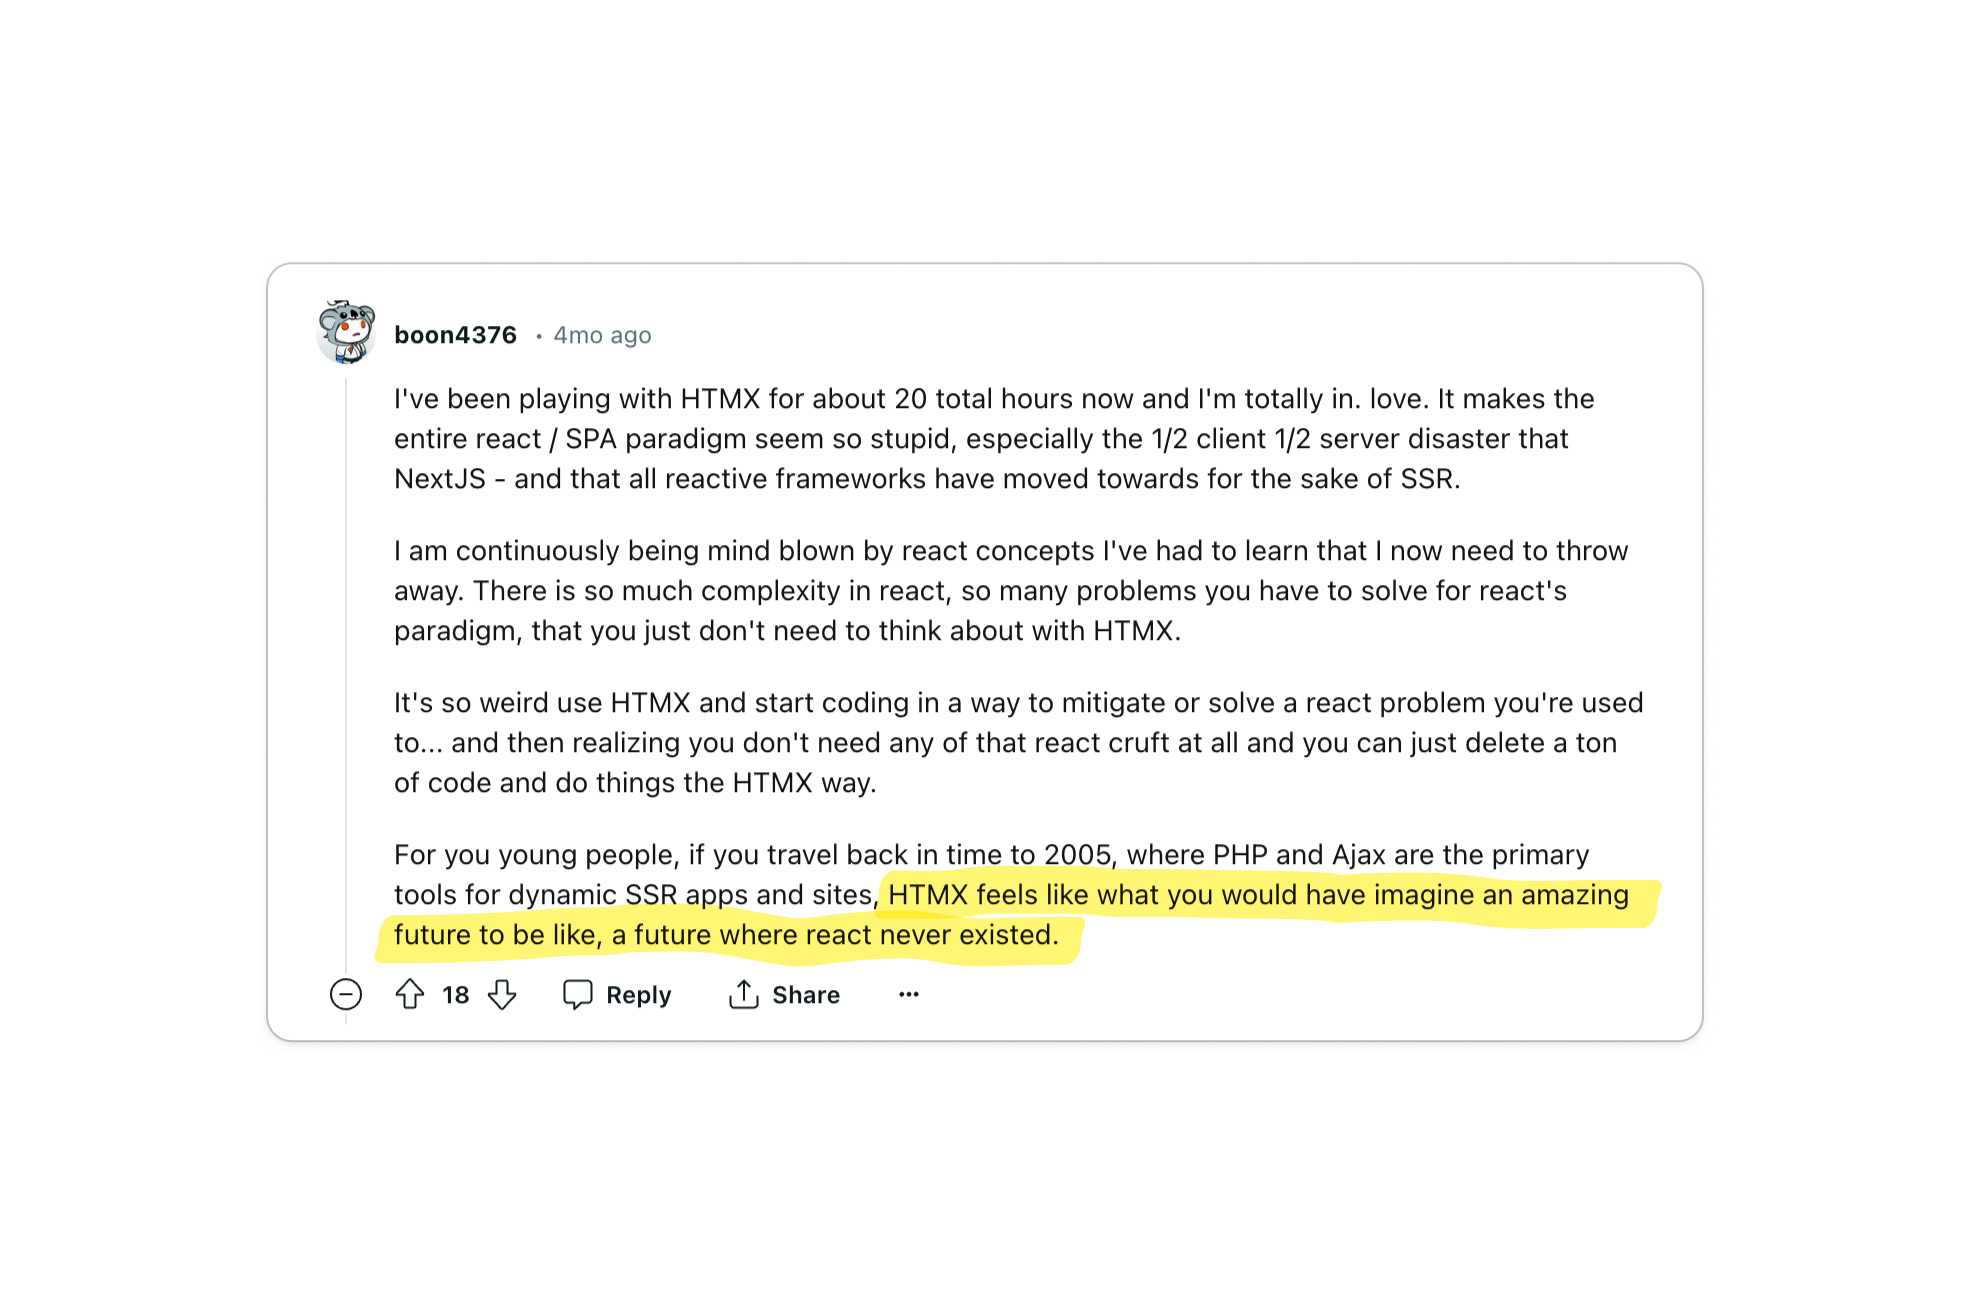 boon4376 • 4mo ago
I've been playing with HTMX for about 20 total hours now and I'm totally in. love. It makes the
entire react / SPA paradigm seem so stupid, especially the 1/2 client 1/2 server disaster that
NextJS - and that all reactive frameworks have moved towards for the sake of SSR.
I am continuously being mind blown by react concepts I've had to learn that I now need to throw
away. There is so much complexity in react, so many problems you have to solve for react's
paradigm, that you just don't need to think about with HTMX.
It's so weird use HTMX and start coding in a way to mitigate or solve a react problem you're used
to... and then realizing you don't need any of that react cruft at all and you can just delete a ton
of code and do things the HTMX way.
For you young people, if you travel back in time to 2005, where PHP and Ajax are the primary
tools for dynamic SSR apps and sites, HTMX feels like what you would have imagine an amazing
future to be like, a future where react never existed.
18 Reply Share ...